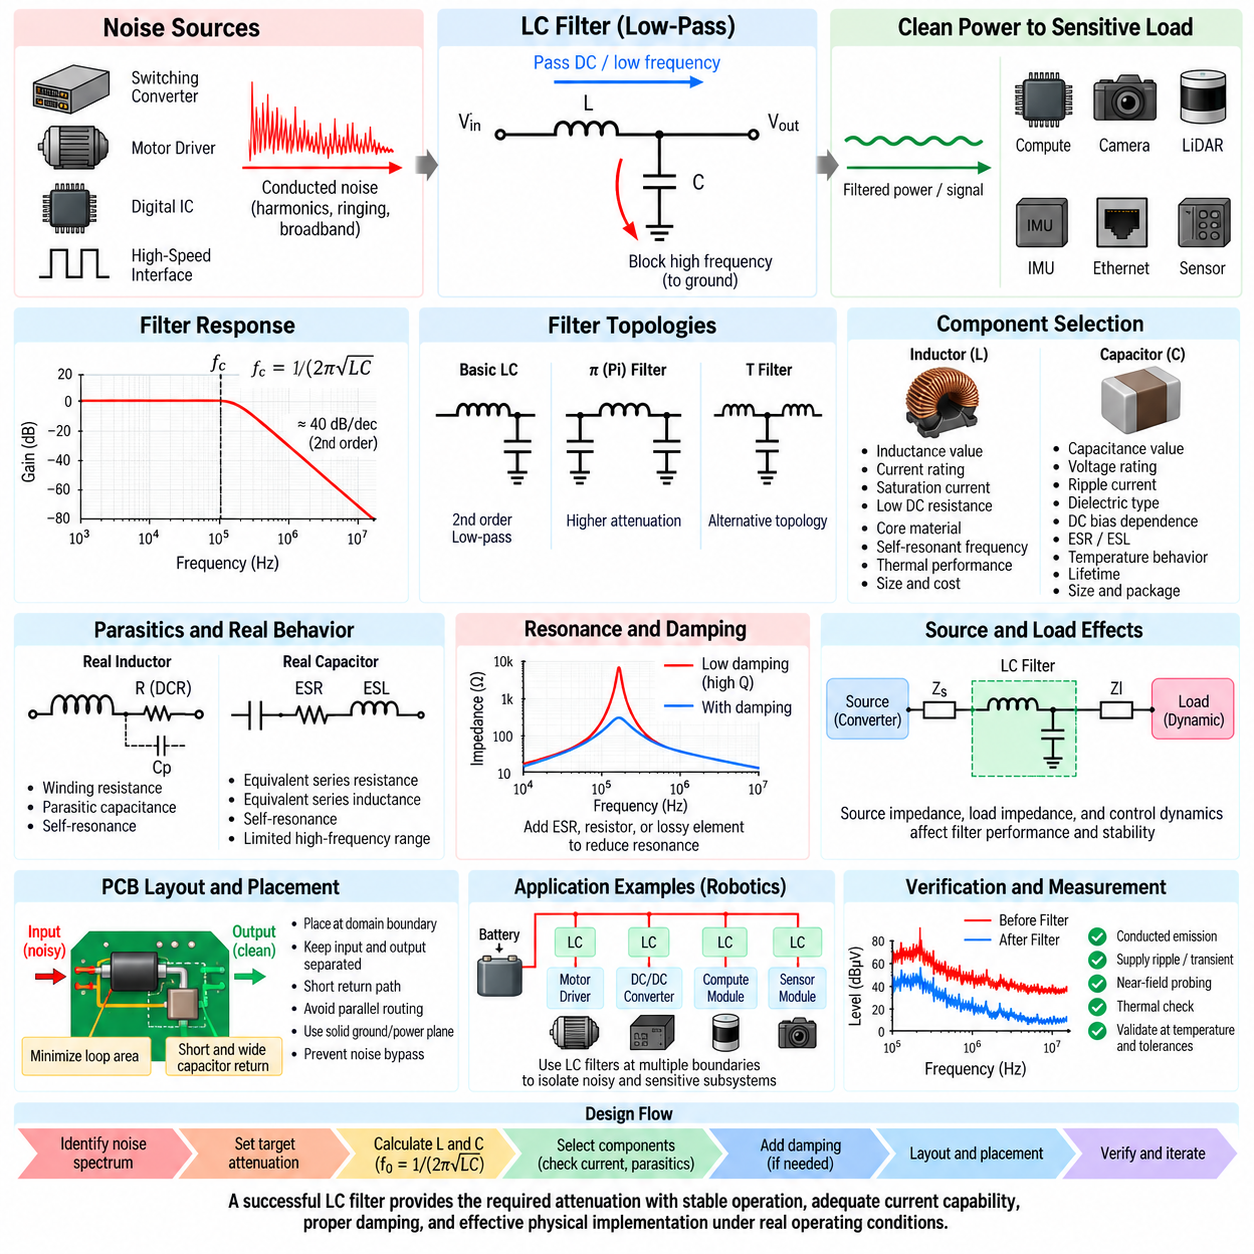 Noise Sources
Switching
Converter
Motor Driver
Digital IC
High-Speed
Interface
Conducted noise
(harmonics, ringing,
broadband)
LC Filter (Low-Pass)
Pass DC / low frequency
L
Vin
Vout
C
Block high frequency
(to ground)
Clean Power to Sensitive Load
Filtered power / signal
Compute
Camera
LiDAR
IMU
IMU
Ethernet
Sensor
Filter Response
fc
fc = 1/(2π√LC
≈ 40 dB/dec
(2nd order)
Gain (dB)
20
0
−20
−40
−60
−80
10³ 10⁴ 10⁵ 10⁶ 10⁷
Frequency (Hz)
Filter Topologies
Basic LC
2nd order
Low-pass
π (Pi) Filter
Higher attenuation
T Filter
Alternative topology
Component Selection
Inductor (L)
• Inductance value
• Current rating
• Saturation current
• Low DC resistance
• Core material
• Self-resonant frequency
• Thermal performance
• Size and cost
Capacitor (C)
• Capacitance value
• Voltage rating
• Ripple current
• Dielectric type
• DC bias dependence
• ESR / ESL
• Temperature behavior
• Lifetime
• Size and package
Parasitics and Real Behavior
Real Inductor
R (DCR)
Cp
• Winding resistance
• Parasitic capacitance
• Self-resonance
Real Capacitor
ESR
ESL
• Equivalent series resistance
• Equivalent series inductance
• Self-resonance
• Limited high-frequency range
Resonance and Damping
Impedance (Ω)
10k
1k
100
10
Low damping
(high Q)
With damping
10⁴ 10⁵ 10⁶ 10⁷
Frequency (Hz)
Add ESR, resistor, or lossy element
to reduce resonance
Source and Load Effects
LC Filter
Source
(Converter)
Zs
Zl
Load
(Dynamic)
Source impedance, load impedance, and control dynamics
affect filter performance and stability
PCB Layout and Placement
Input
(noisy)
Output
(clean)
Minimize loop area
Short and wide
capacitor return
• Place at domain boundary
• Keep input and output
separated
• Short return path
• Avoid parallel routing
• Use solid ground/power plane
• Prevent noise bypass
Application Examples (Robotics)
Battery
LC
LC
LC
LC
Motor
Driver
DC/DC
Converter
Compute
Module
Sensor
Module
Use LC filters at multiple boundaries
to isolate noisy and sensitive subsystems
Verification and Measurement
Before Filter
After Filter
Level (dBµV)
80
60
40
20
0
10⁵ 10⁶ 10⁷
Frequency (Hz)
Conducted emission
Supply ripple / transient
Near-field probing
Thermal check
Validate at temperature
and tolerances
Design Flow
Identify noise
spectrum
Set target
attenuation
Calculate L and C
(f₀ = 1/(2π√LC)
Select components
(check current, parasitics)
Add damping
(if needed)
Layout and placement
Verify and iterate
A successful LC filter provides the required attenuation with stable operation, adequate current capability,
proper damping, and effective physical implementation under real operating conditions.